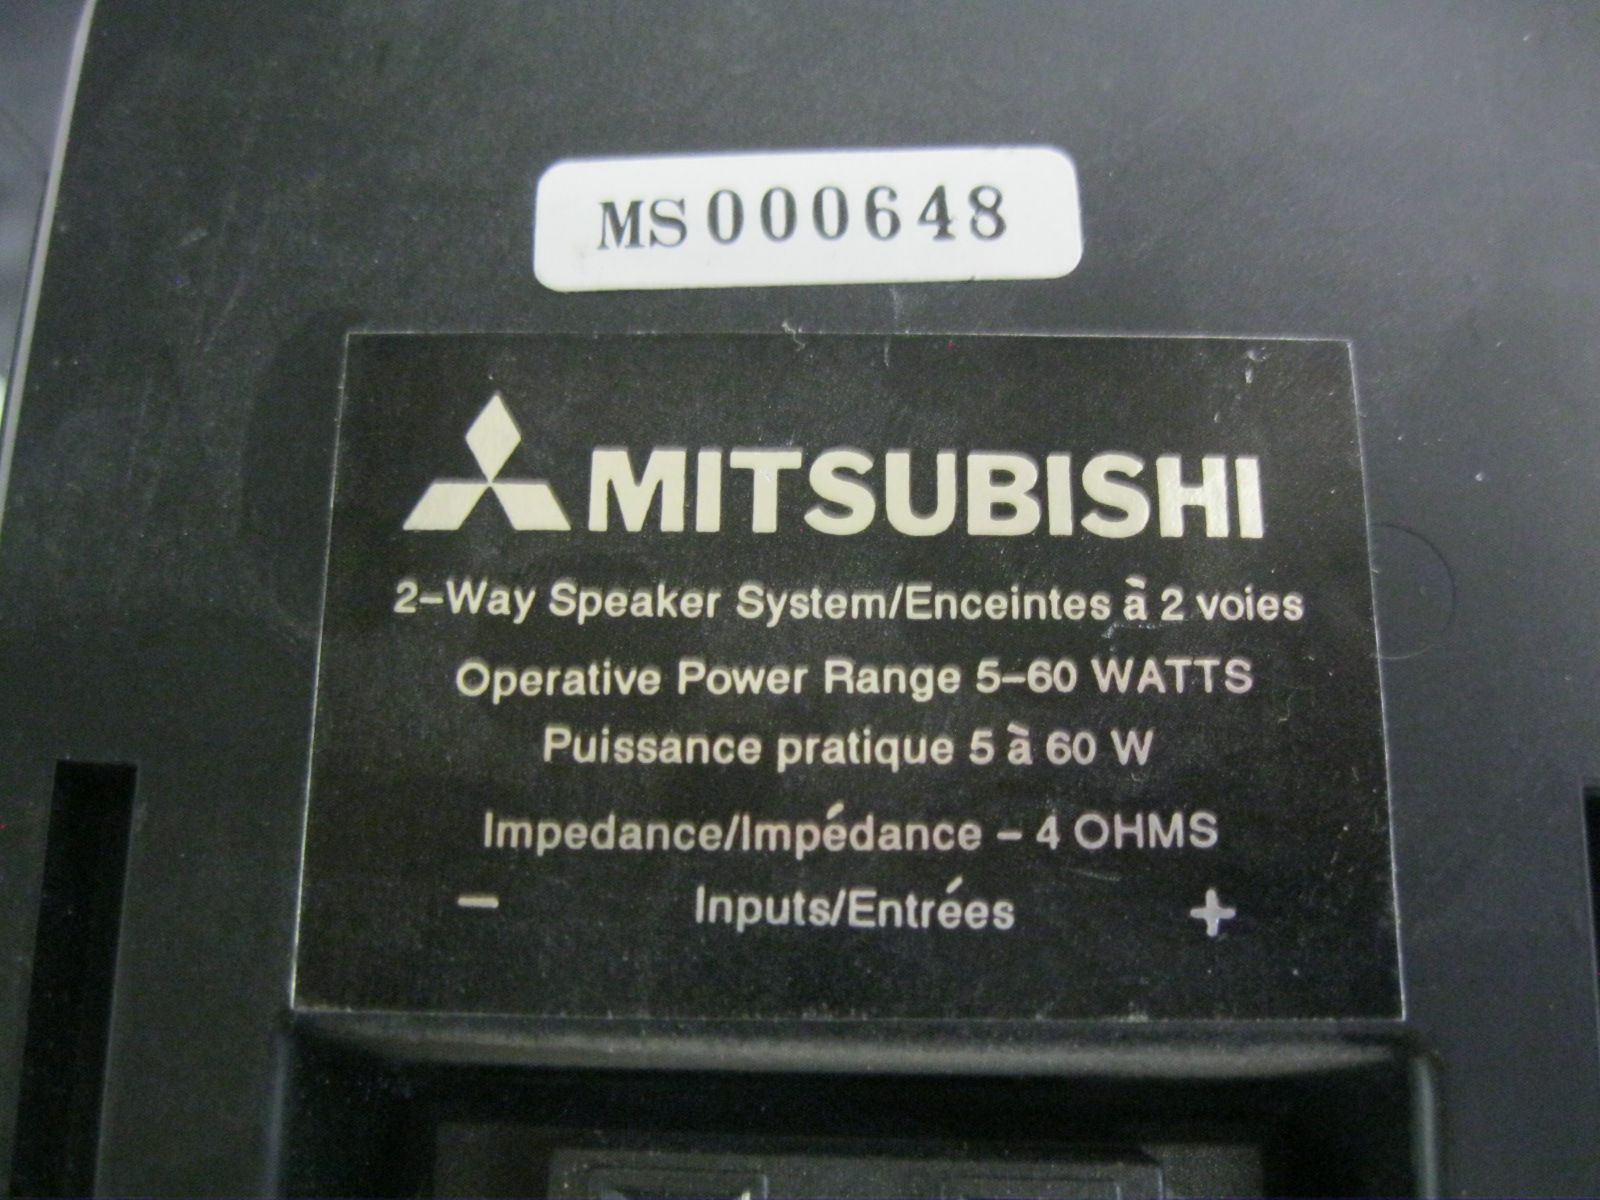 MS000648
MITSUBISHI
2-Way Speaker System/Enceintes à 2 voies
Operative Power Range 5-60 WATTS
Puissance pratique 5 à 60 W
Impedance/Impédance - 4 OHMS
- Inputs/Entrées +